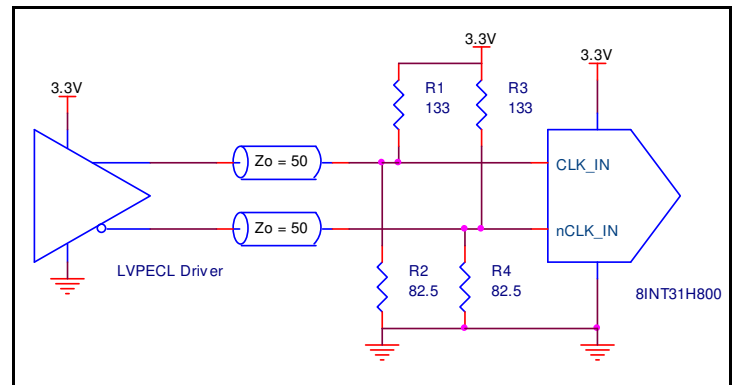 3.3V
3.3V
3.3V
R1
133
R3
133
Zo = 50
CLK_IN
Zo = 50
nCLK_IN
LVPECL Driver
R2
82.5
R4
82.5
8INT31H800